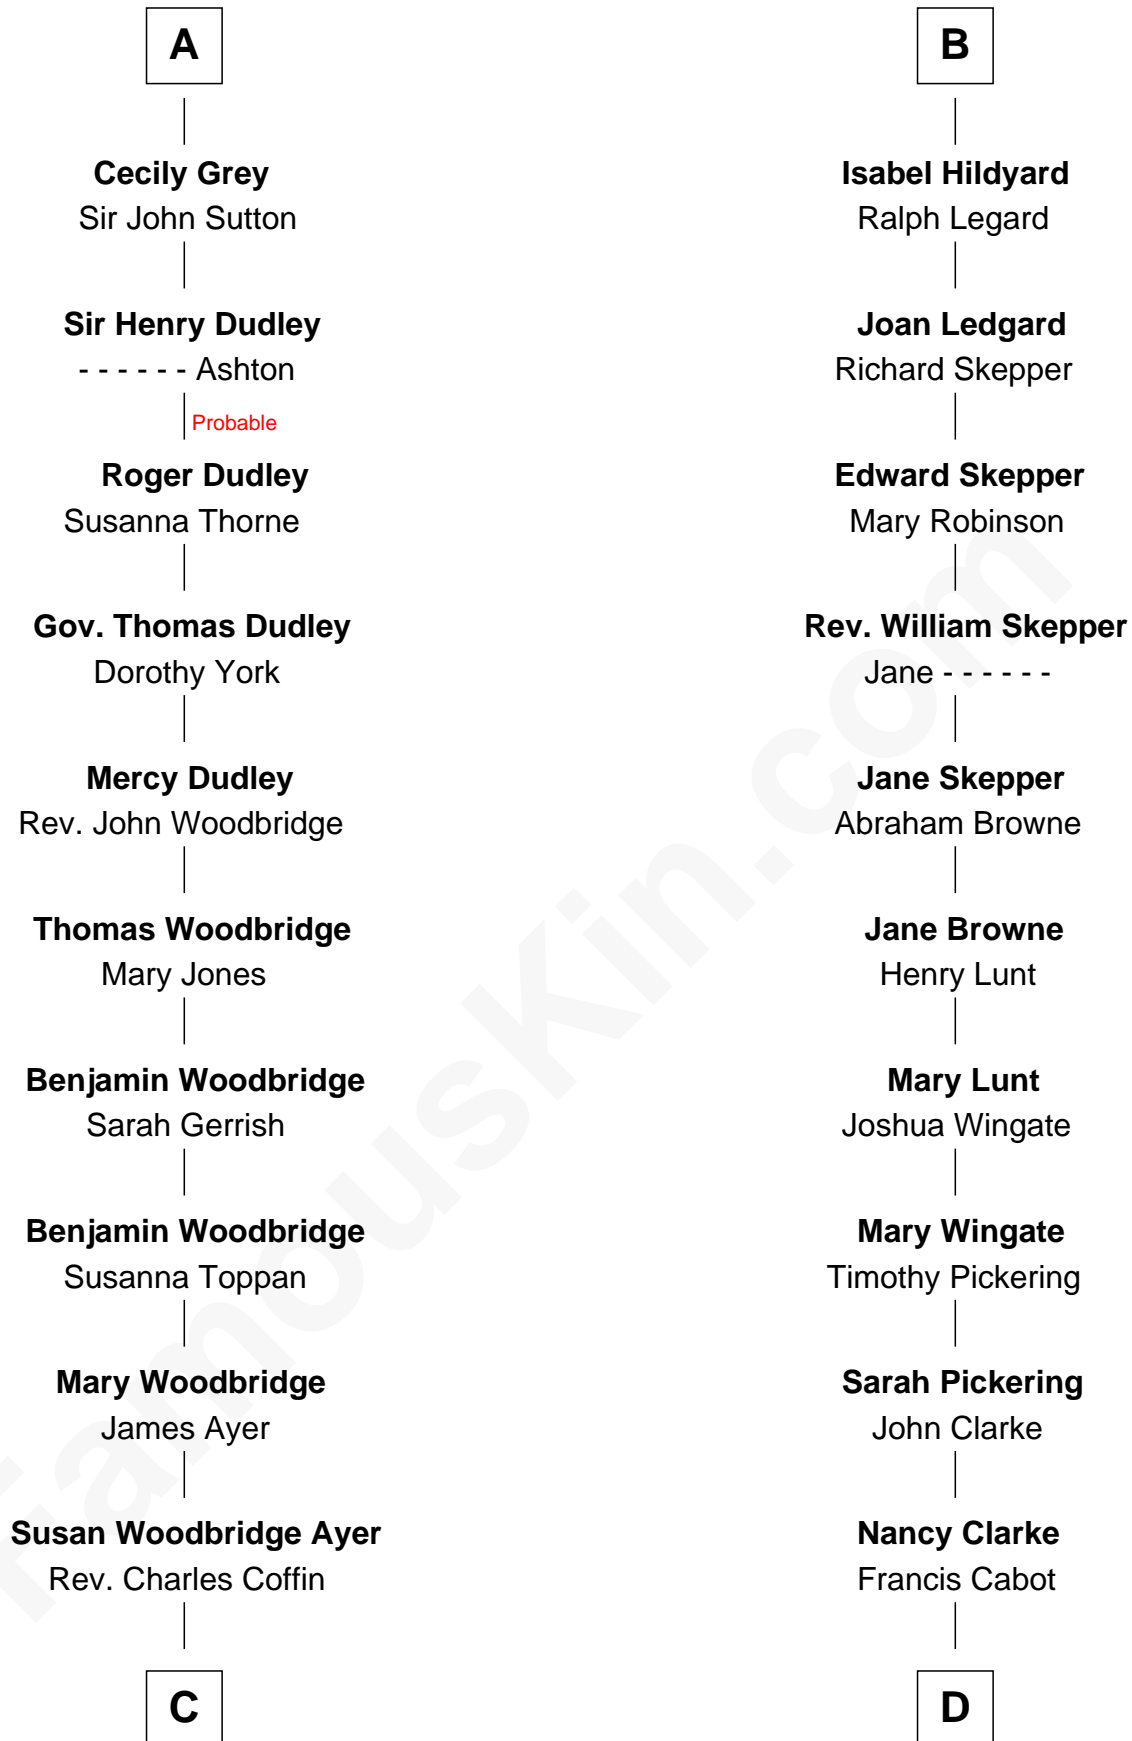 A
Cecily Grey
Sir John Sutton
Sir Henry Dudley
- - - - - - Ashton
Probable
Roger Dudley
Susanna Thorne
Gov. Thomas Dudley
Dorothy York
Mercy Dudley
Rev. John Woodbridge
Thomas Woodbridge
Mary Jones
Benjamin Woodbridge
Sarah Gerrish
Benjamin Woodbridge
Susanna Toppan
Mary Woodbridge
James Ayer
Susan Woodbridge Ayer
Rev. Charles Coffin
C
B
Isabel Hildyard
Ralph Legard
Joan Ledgard
Richard Skepper
Edward Skepper
Mary Robinson
Rev. William Skepper
Jane - - - - - -
Jane Skepper
Abraham Browne
Jane Browne
Henry Lunt
Mary Lunt
Joshua Wingate
Mary Wingate
Timothy Pickering
Sarah Pickering
John Clarke
Nancy Clarke
Francis Cabot
D
FamousKin.com